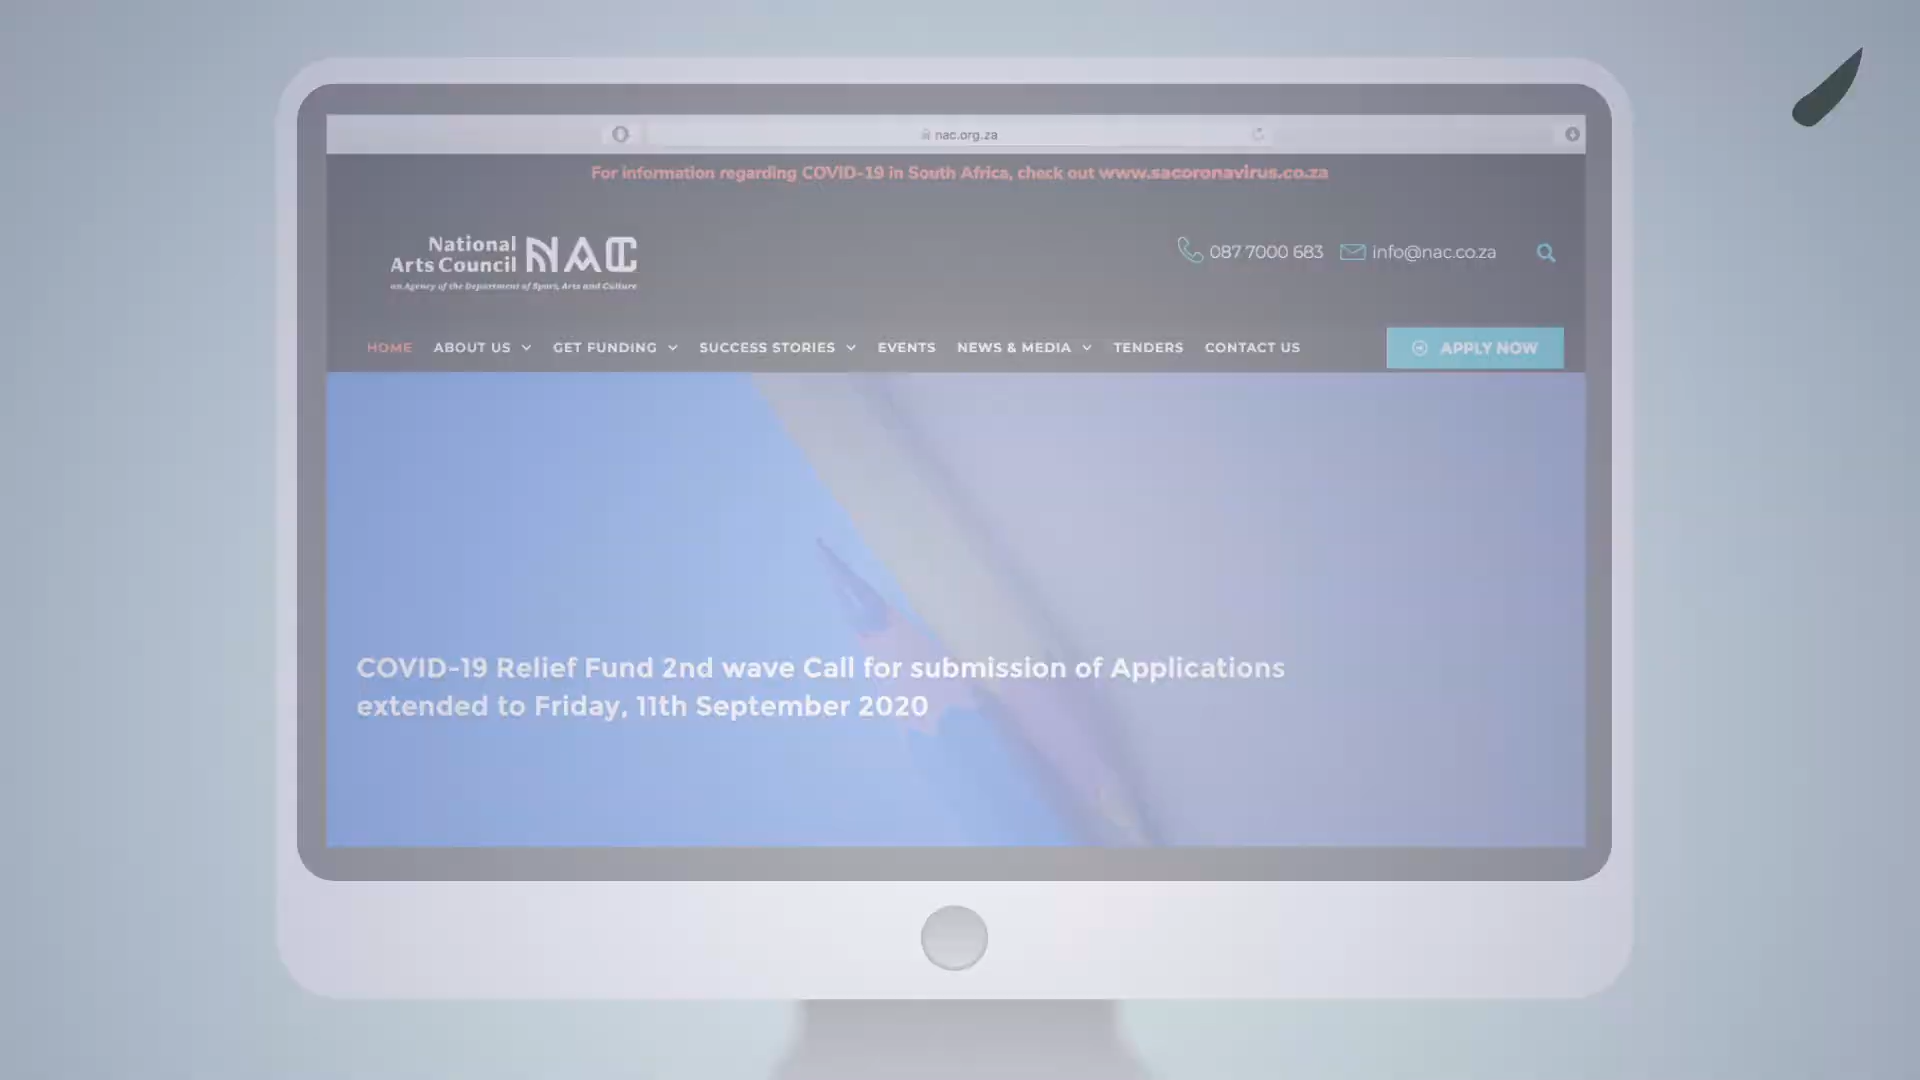 nac.org.za
For information regarding COVID-19 in South Africa, check out www.sacoronavirus.co.za
National
Arts Council NAC
an Agency of the Department of Sport, Arts and Culture
087 7000 683 info@nac.co.za
HOME ABOUT US GET FUNDING SUCCESS STORIES EVENTS NEWS & MEDIA TENDERS CONTACT US APPLY NOW
COVID-19 Relief Fund 2nd wave Call for submission of Applications
extended to Friday, 11th September 2020